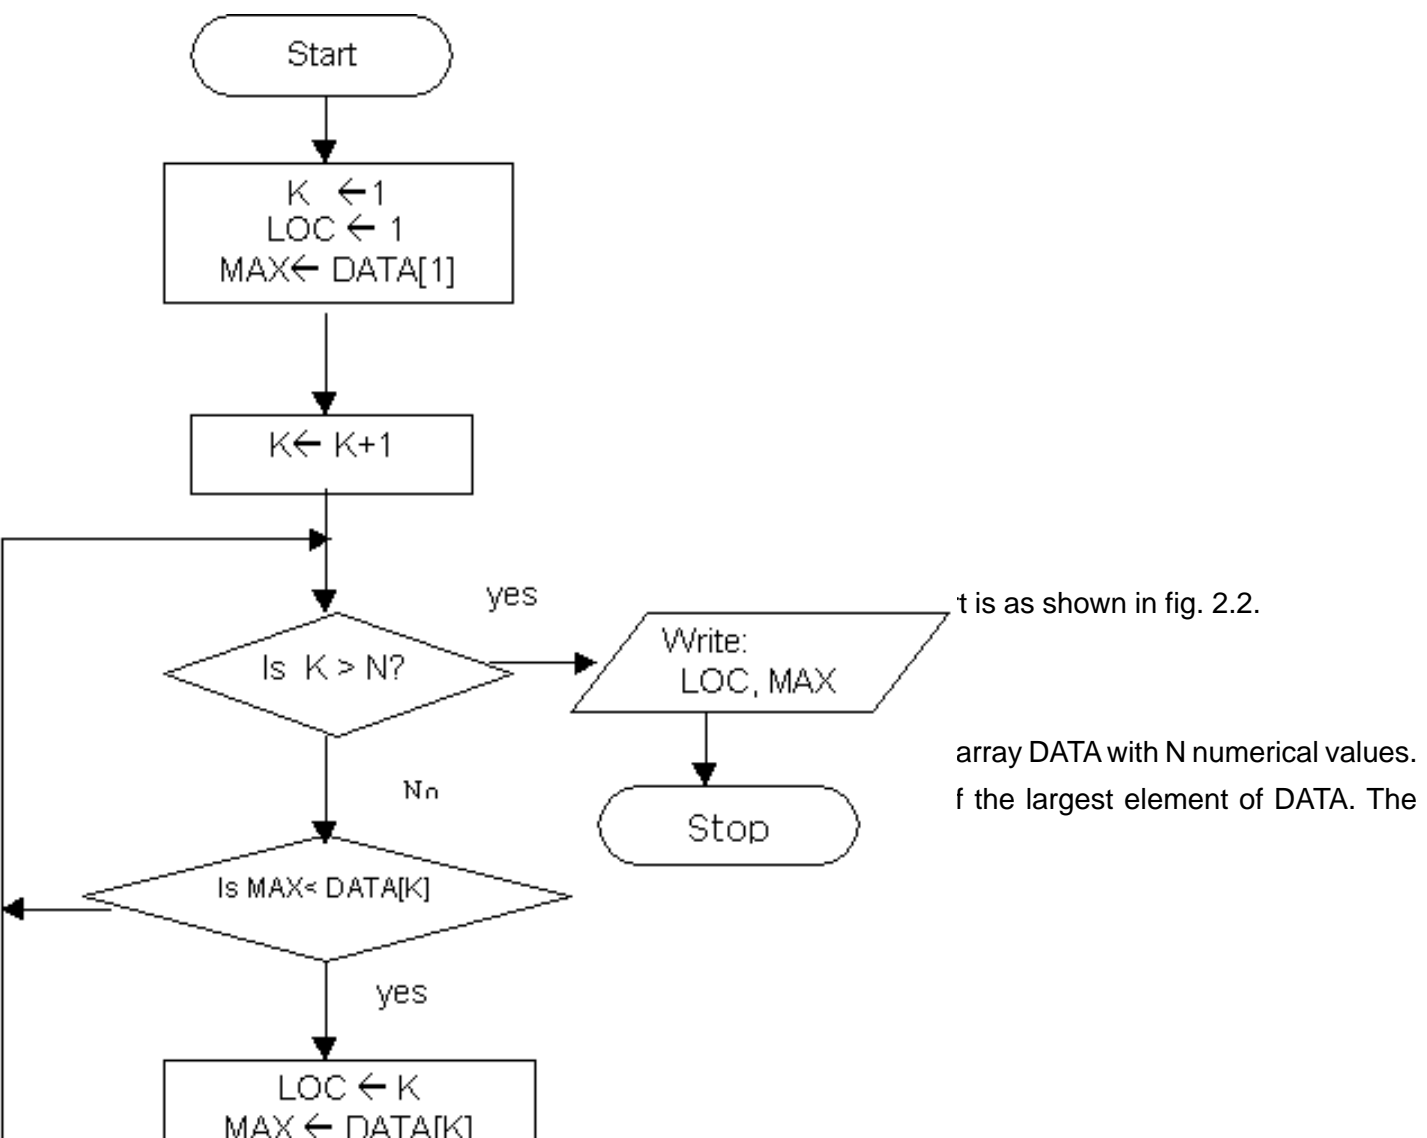 Start
K ←1
LOC ← 1
MAX← DATA[1]
K← K+1
yes
t is as shown in fig. 2.2.
Is K > N?
Write:
LOC, MAX
array DATA with N numerical values.
No
f the largest element of DATA. The
Stop
Is MAX< DATA[K]
yes
LOC ← K
MAX ← DATA[K]